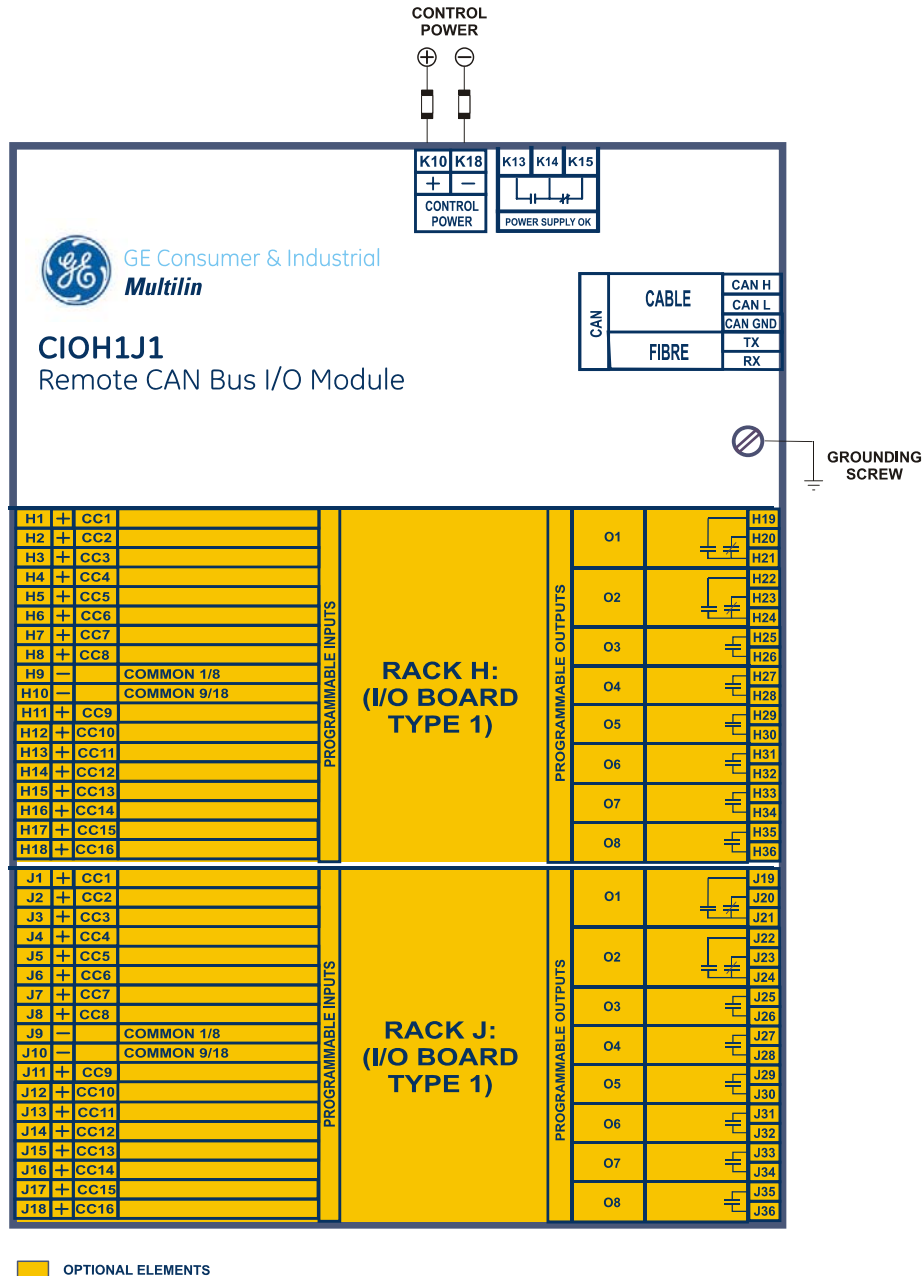 CONTROL
POWER
K10 K18 K13 K14 K15
+ −
CONTROL
POWER
POWER SUPPLY OK
GE
GE Consumer & Industrial
Multilin
CIOH1J1
Remote CAN Bus I/O Module
CAN
CABLE
CAN H
CAN L
CAN GND
FIBRE
TX
RX
GROUNDING
SCREW
H1 + CC1
H2 + CC2
H3 + CC3
H4 + CC4
H5 + CC5
H6 + CC6
H7 + CC7
H8 + CC8
H9 − COMMON 1/8
H10 − COMMON 9/18
H11 + CC9
H12 + CC10
H13 + CC11
H14 + CC12
H15 + CC13
H16 + CC14
H17 + CC15
H18 + CC16
PROGRAMMABLE INPUTS
RACK H:
(I/O BOARD
TYPE 1)
PROGRAMMABLE OUTPUTS
O1
O2
O3
O4
O5
O6
O7
O8
H19
H20
H21
H22
H23
H24
H25
H26
H27
H28
H29
H30
H31
H32
H33
H34
H35
H36
J1 + CC1
J2 + CC2
J3 + CC3
J4 + CC4
J5 + CC5
J6 + CC6
J7 + CC7
J8 + CC8
J9 − COMMON 1/8
J10 − COMMON 9/18
J11 + CC9
J12 + CC10
J13 + CC11
J14 + CC12
J15 + CC13
J16 + CC14
J17 + CC15
J18 + CC16
PROGRAMMABLE INPUTS
RACK J:
(I/O BOARD
TYPE 1)
PROGRAMMABLE OUTPUTS
O1
O2
O3
O4
O5
O6
O7
O8
J19
J20
J21
J22
J23
J24
J25
J26
J27
J28
J29
J30
J31
J32
J33
J34
J35
J36
OPTIONAL ELEMENTS